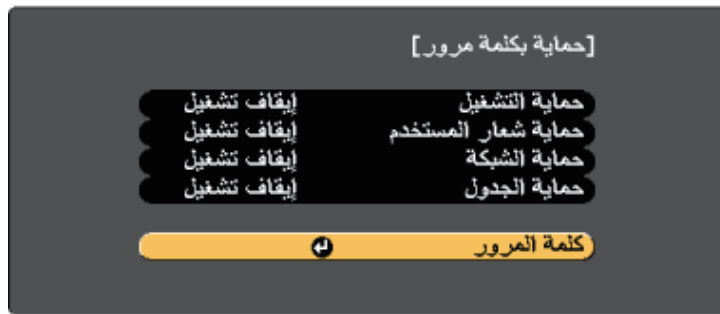 [حماية بكلمة مرور]
حماية التشغيل إيقاف تشغيل
حماية شعار المستخدم إيقاف تشغيل
حماية الشبكة إيقاف تشغيل
حماية الجدول إيقاف تشغيل
كلمة المرور